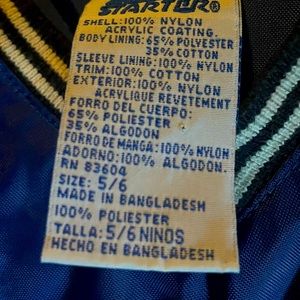 STARTER®
SHELL:100% NYLON
ACRYLIC COATING.
BODY LINING: 65% POLYESTER
35% COTTON
SLEEVE LINING:100% NYLON
TRIM:100% COTTON
EXTERIOR:100% NYLON
ACRYLIQUE REVETEMENT
FORRO DEL CUERPO:
65% POLIESTER
35% ALGODON
FORRO DE MANGA:100% NYLON
ADORNO:100% ALGODON.
RN 83604
SIZE: 5/6
MADE IN BANGLADESH
100% POLIESTER
TALLA: 5/6 NINOS
HECHO EN BANGLADESH